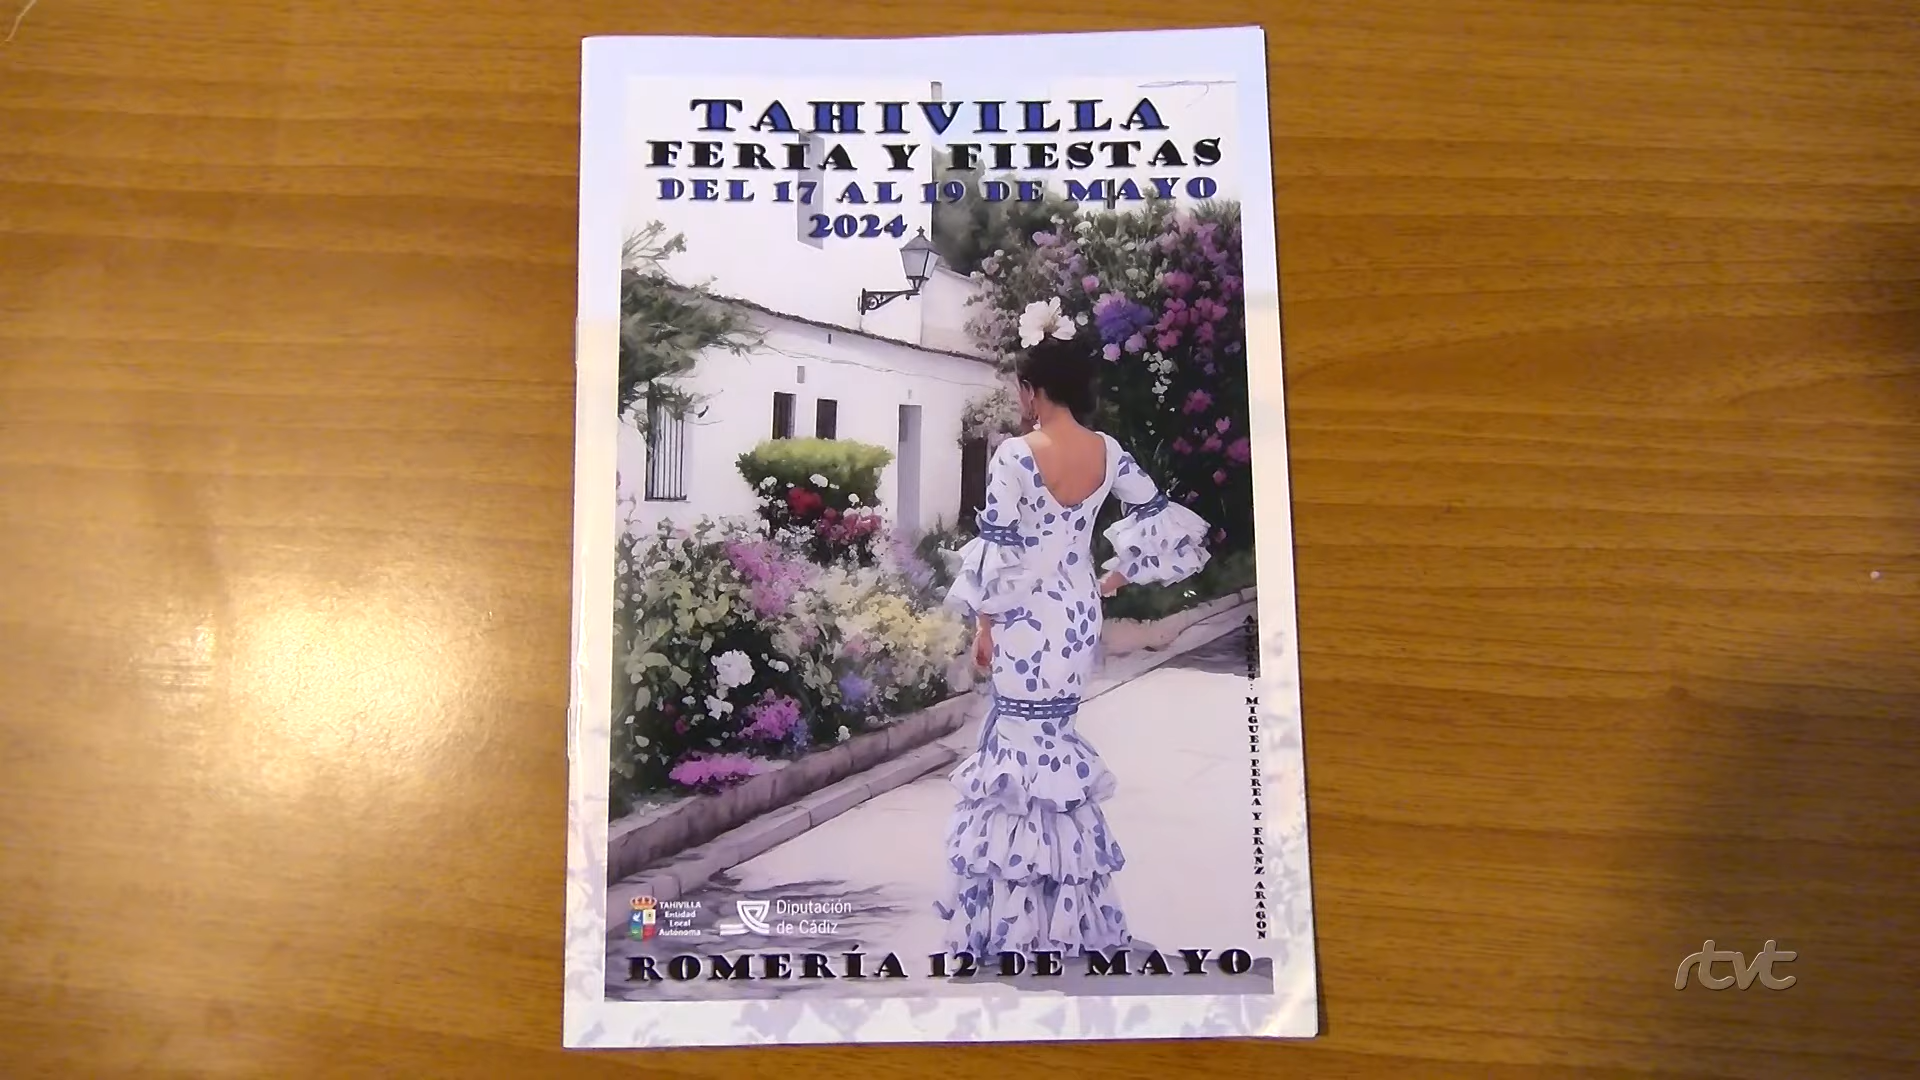 TAHIVILLA
FERIA Y FIESTAS
DEL 17 AL 19 DE MAYO
2024
AUTORES: MIGUEL PEREA Y FRANZ ARAGON
TAHIVILLA
Entidad
Local
Autónoma
Diputación
de Cádiz
ROMERÍA 12 DE MAYO
rtvt